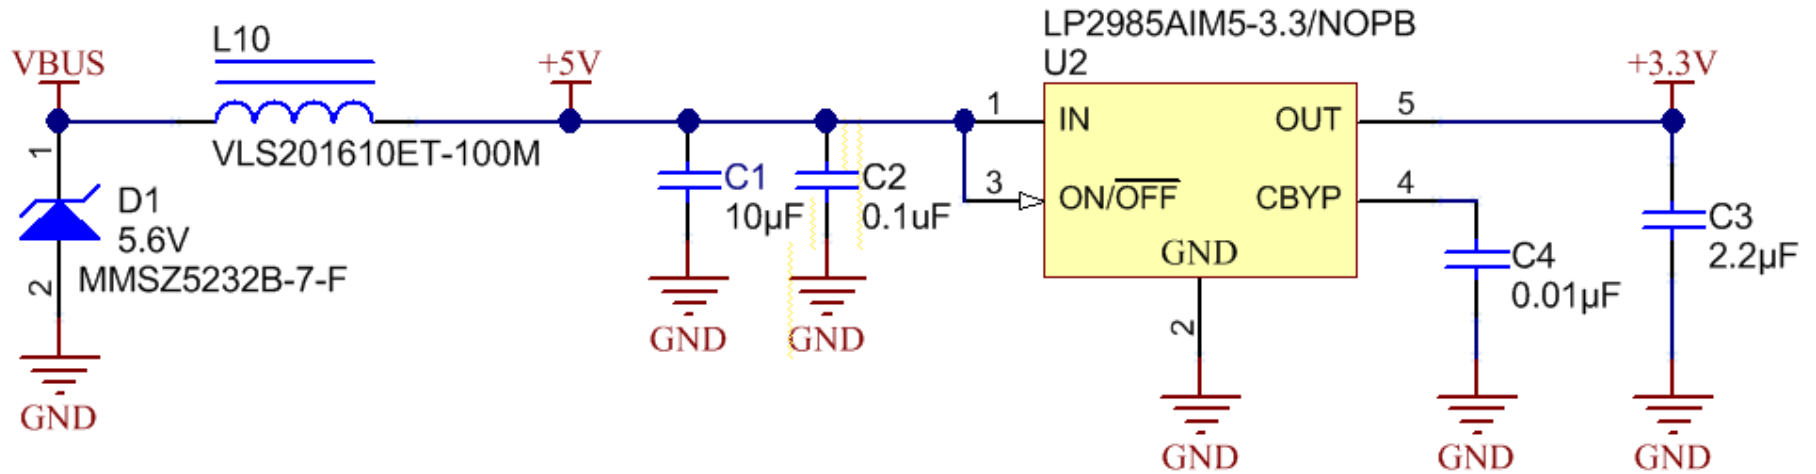 LP2985AIM5-3.3/NOPB
U2
L10
VBUS
+5V
+3.3V
VLS201610ET-100M
1
IN
OUT
5
1
D1
5.6V
MMSZ5232B-7-F
2
C1
10µF
C2
0.1uF
3
ON/OFF
CBYP
4
GND
2
C4
0.01µF
C3
2.2µF
GND
GND
GND
GND
GND
GND